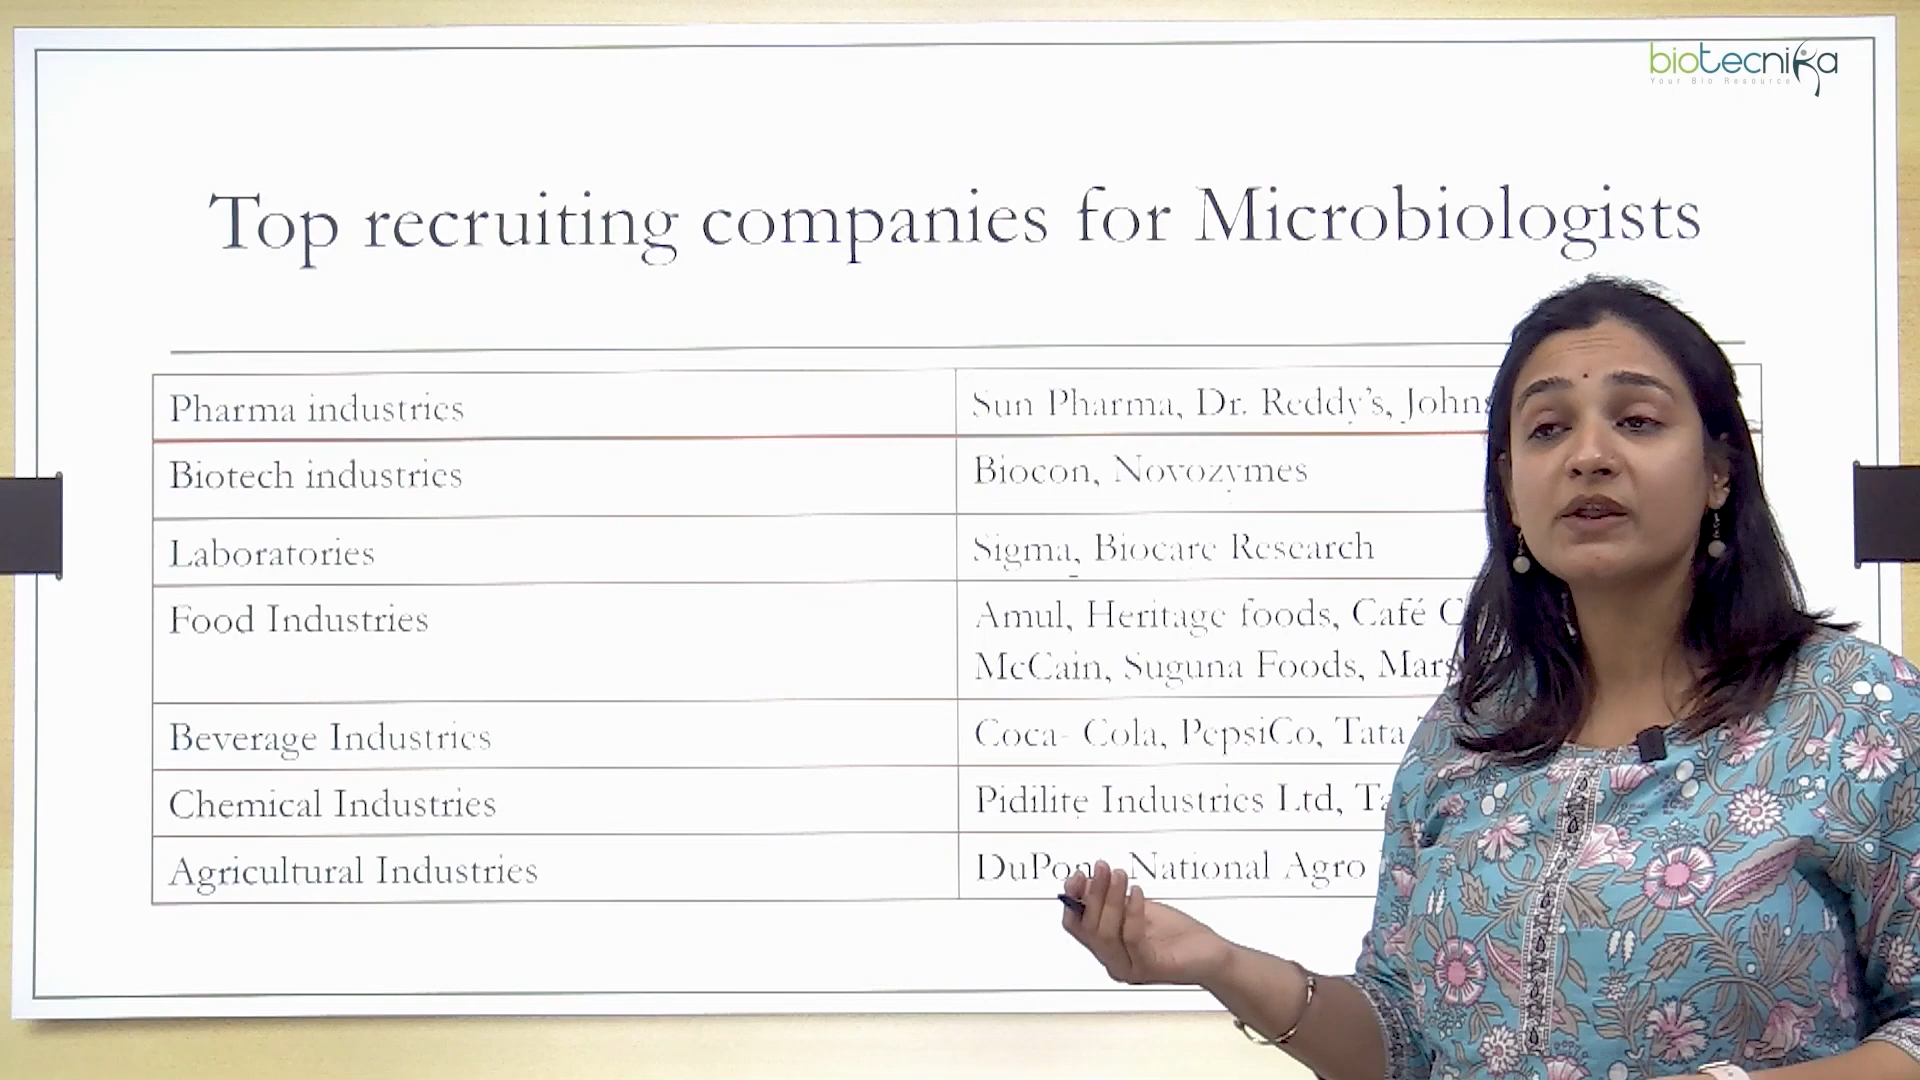 biotecnika
Your Bio Resource
Top recruiting companies for Microbiologists
Pharma industries
Sun Pharma, Dr. Reddy's,
Biotech industries
Biocon, Novozymes
Laboratories
Sigma, Biocare Research
Food Industries
Amul, Heritage foods, Café
McCain, Suguna Foods, Mars
Beverage Industries
Coca- Cola, PepsiCo, Tata
Chemical Industries
Pidilite Industries Ltd,
Agricultural Industries
DuPont, National Agro